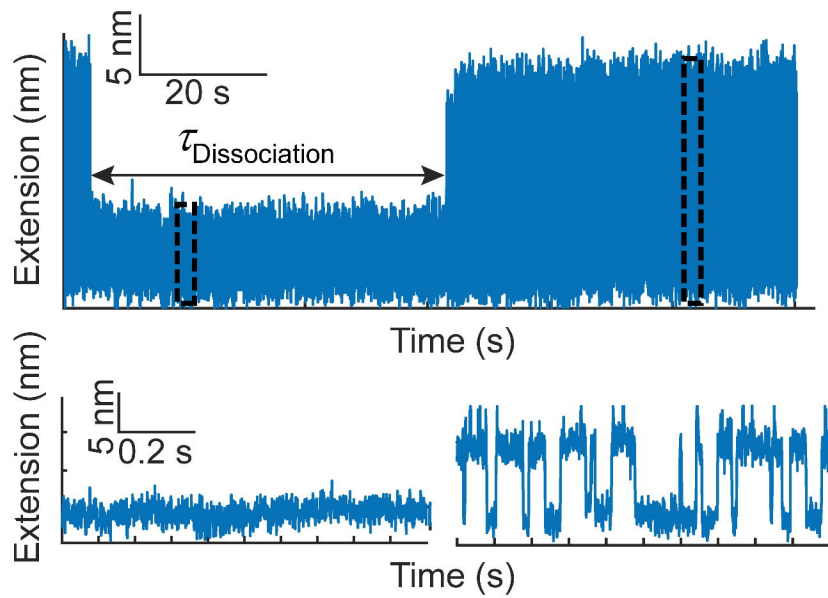 Extension (nm)
5 nm
20 s
τDissociation
Time (s)
Extension (nm)
5 nm
0.2 s
Time (s)